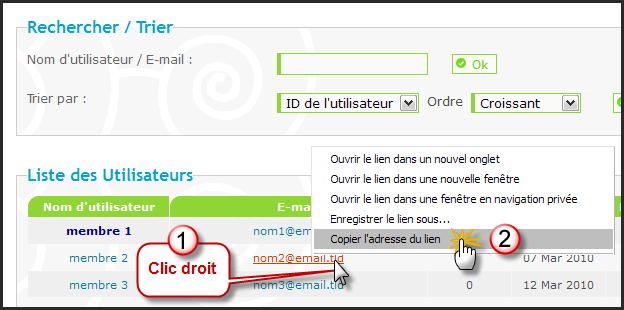 Rechercher / Trier
Nom d'utilisateur / E-mail :
Ok
Trier par :
ID de l'utilisateur
Ordre
Croissant
Liste des Utilisateurs
Nom d'utilisateur
E-ma
membre 1
nom1@ema
membre 2
nom2@email.tld
07 Mar 2010
membre 3
nom3@email.tld
0
12 Mar 2010
Ouvrir le lien dans un nouvel onglet
Ouvrir le lien dans une nouvelle fenêtre
Ouvrir le lien dans une fenêtre en navigation privée
Enregistrer le lien sous...
Copier l'adresse du lien
2
1
Clic droit